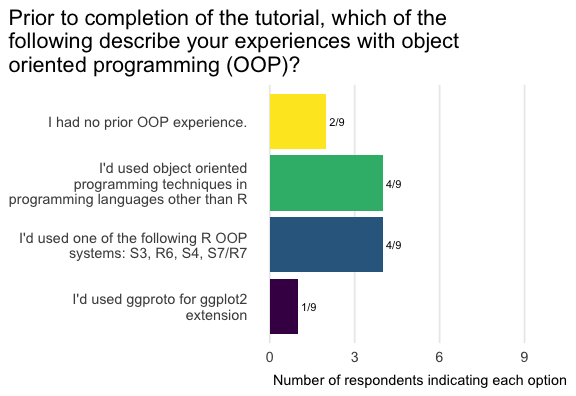 Prior to completion of the tutorial, which of the
following describe your experiences with object
oriented programming (OOP)?
I had no prior OOP experience.
2/9
I'd used object oriented
programming techniques in
programming languages other than R
4/9
I'd used one of the following R OOP
systems: S3, R6, S4, S7/R7
4/9
I'd used ggproto for ggplot2
extension
1/9
0 3 6 9
Number of respondents indicating each option